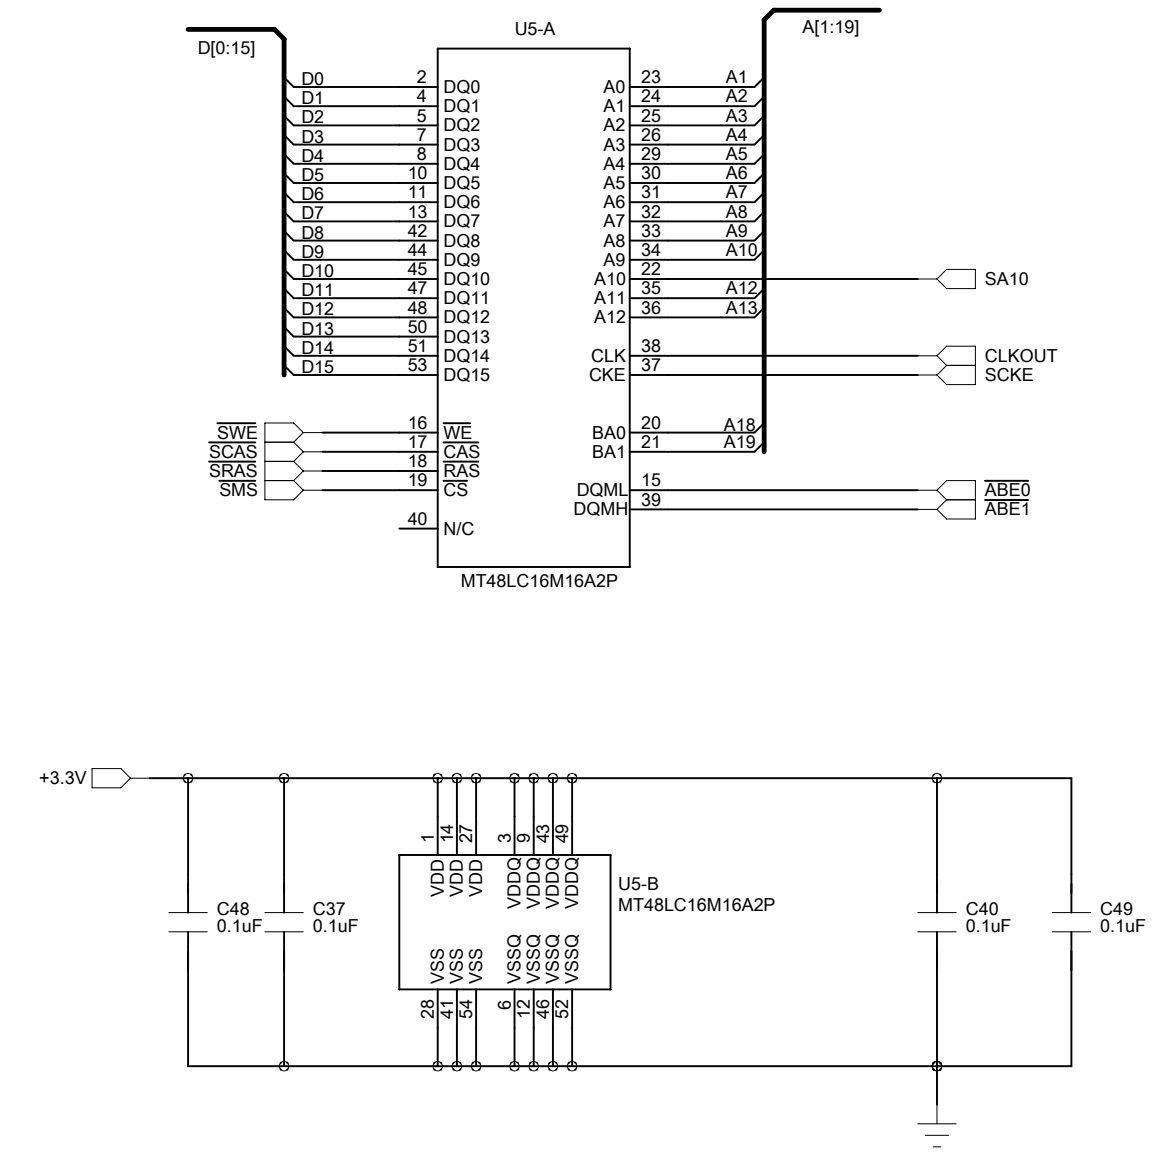 U5-A
D[0:15]
A[1:19]
D0 2 DQ0 A0 23 A1
D1 4 DQ1 A1 24 A2
D2 5 DQ2 A2 25 A3
D3 7 DQ3 A3 26 A4
D4 8 DQ4 A4 29 A5
D5 10 DQ5 A5 30 A6
D6 11 DQ6 A6 31 A7
D7 13 DQ7 A7 32 A8
D8 42 DQ8 A8 33 A9
D9 44 DQ9 A9 34 A10
D10 45 DQ10 A10 22 SA10
D11 47 DQ11 A11 35 A12
D12 48 DQ12 A12 36 A13
D13 50 DQ13
D14 51 DQ14 CLK 38 CLKOUT
D15 53 DQ15 CKE 37 SCKE
SWE 16 WE BA0 20 A18
SCAS 17 CAS BA1 21 A19
SRAS 18 RAS
SMS 19 CS DQML 15 ABE0
DQMH 39 ABE1
40 N/C
MT48LC16M16A2P
+3.3V
1 14 27 3 9 43 49
VDD VDD VDD VDDQ VDDQ VDDQ VDDQ
U5-B
MT48LC16M16A2P
C48
0.1uF
C37
0.1uF
C40
0.1uF
C49
0.1uF
VSS VSS VSS VSSQ VSSQ VSSQ VSSQ
28 41 54 6 12 46 52